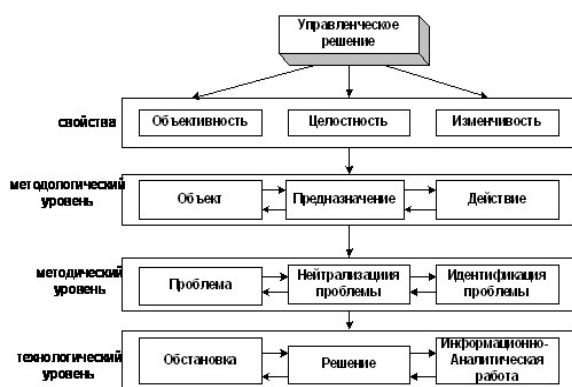 Управленческое
решение
свойства
Объективность
Целостность
Изменчивость
методологический
уровень
Объект
Предназначение
Действие
методический
уровень
Проблема
Нейтрализациия
проблемы
Идентификация
проблемы
технологический
уровень
Обстановка
Решение
Информационно-
Аналитическая
работа